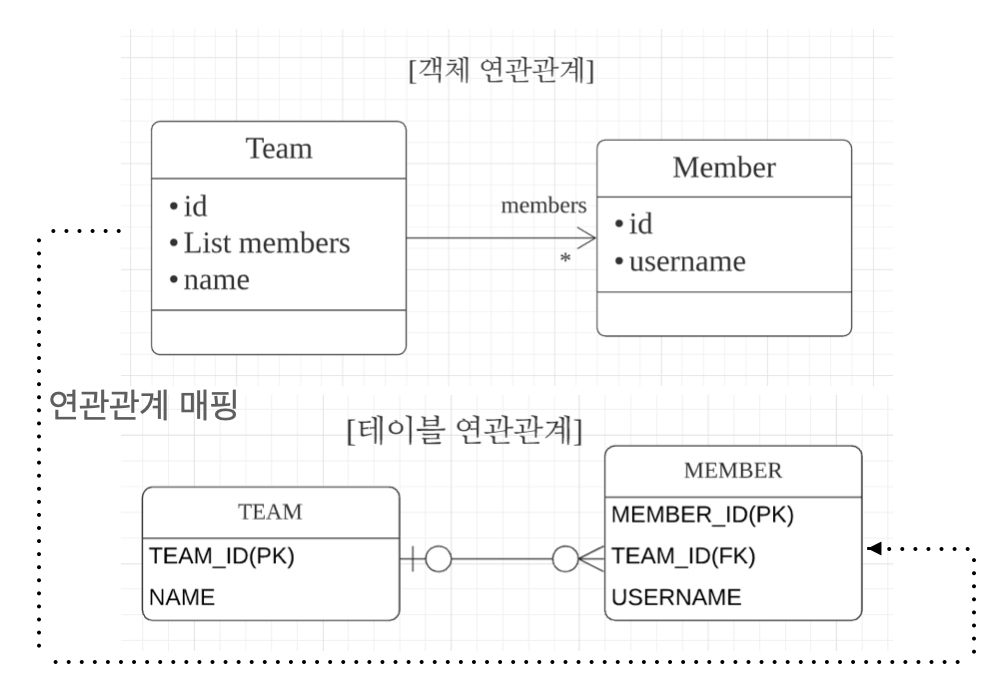 [객체 연관관계]
Team
•id
•List members
•name
members
*
Member
•id
•username
연관관계 매핑
[테이블 연관관계]
TEAM
TEAM_ID(PK)
NAME
MEMBER
MEMBER_ID(PK)
TEAM_ID(FK)
USERNAME